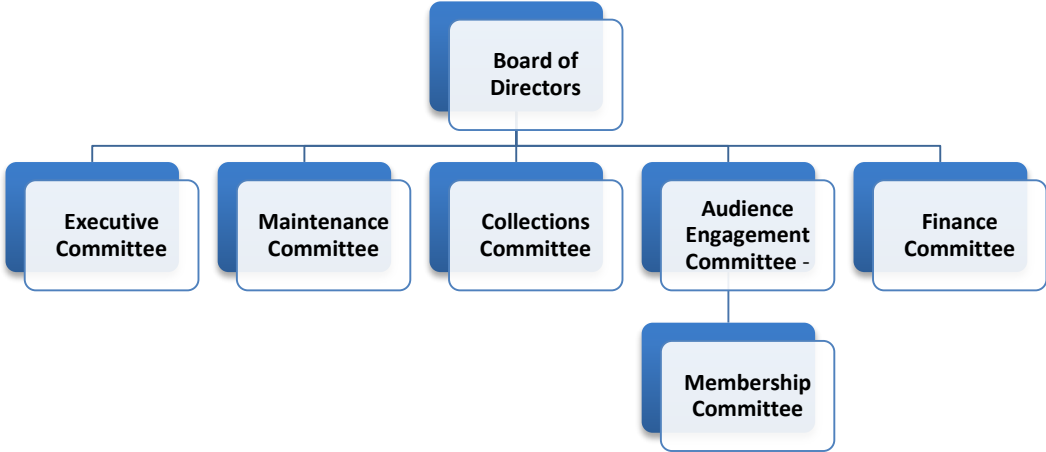 Board of
Directors
Executive
Committee
Maintenance
Committee
Collections
Committee
Audience
Engagement
Committee -
Finance
Committee
Membership
Committee